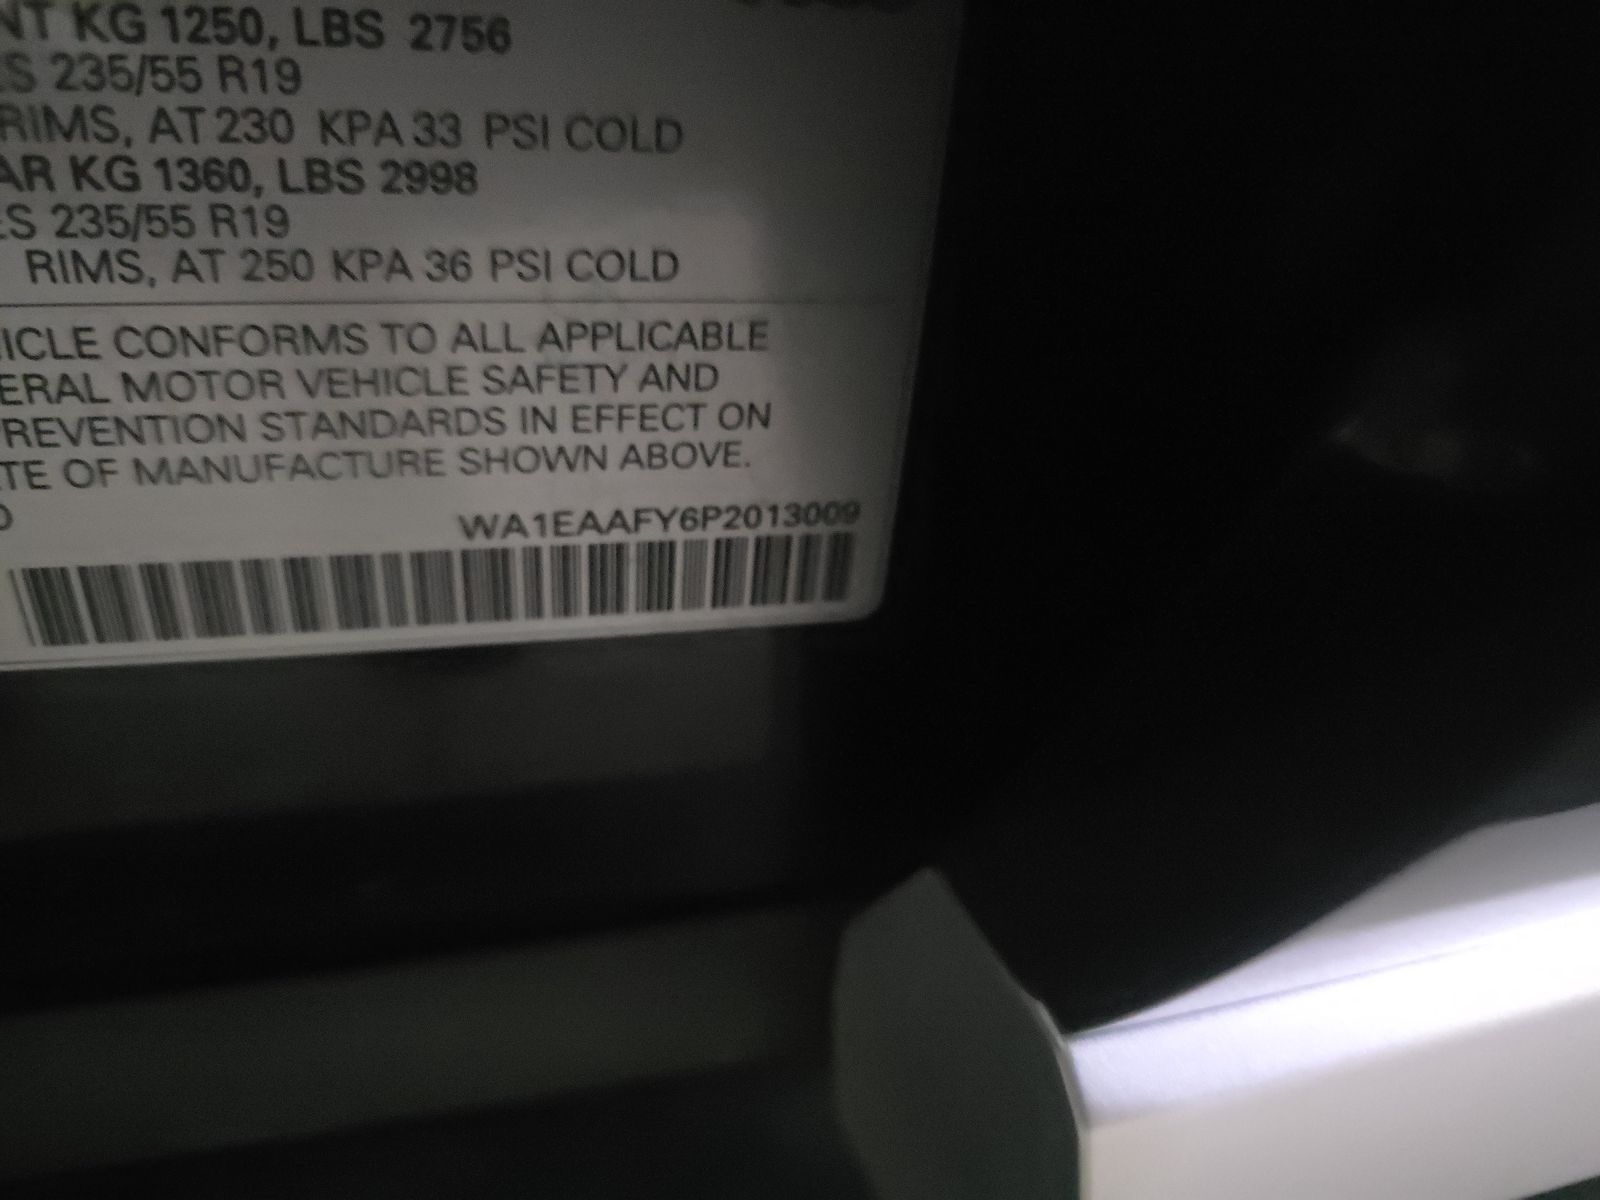 NT KG 1250, LBS 2756
ES 235/55 R19
RIMS, AT 230 KPA 33 PSI COLD
AR KG 1360, LBS 2998
ES 235/55 R19
RIMS, AT 250 KPA 36 PSI COLD
HICLE CONFORMS TO ALL APPLICABLE
ERAL MOTOR VEHICLE SAFETY AND
PREVENTION STANDARDS IN EFFECT ON
TE OF MANUFACTURE SHOWN ABOVE.
WA1EAAFY6P2013009